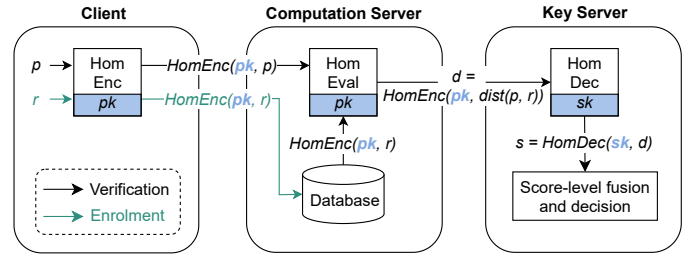 Client
Computation Server
Key Server
p
Hom
Enc
pk
HomEnc(pk, p)
r
HomEnc(pk, r)
Hom
Eval
pk
d =
HomEnc(pk, dist(p, r))
Hom
Dec
sk
HomEnc(pk, r)
s = HomDec(sk, d)
Verification
Enrolment
Database
Score-level fusion
and decision